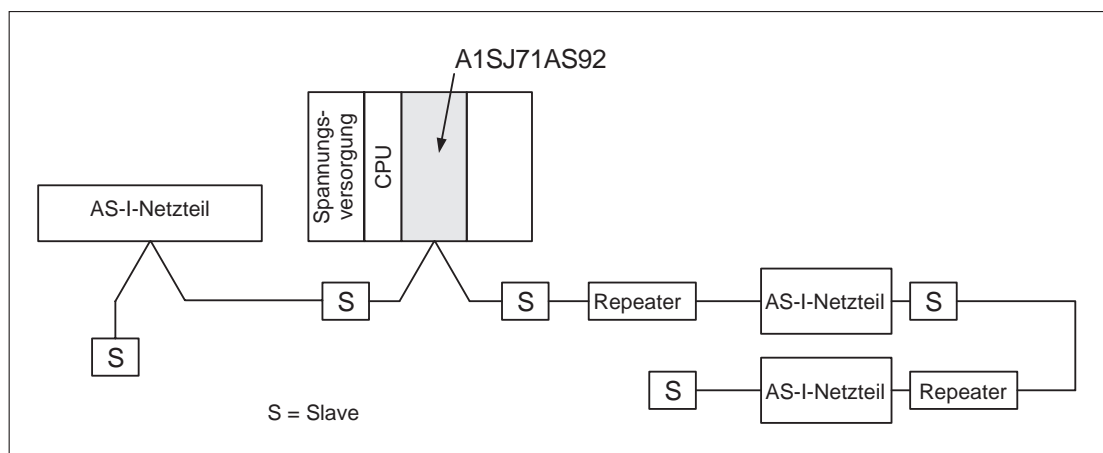 A1SJ71AS92
Spannungs-
versorgung
CPU
AS-I-Netzteil
S
S
S
Repeater
AS-I-Netzteil
S
S
AS-I-Netzteil
Repeater
S = Slave